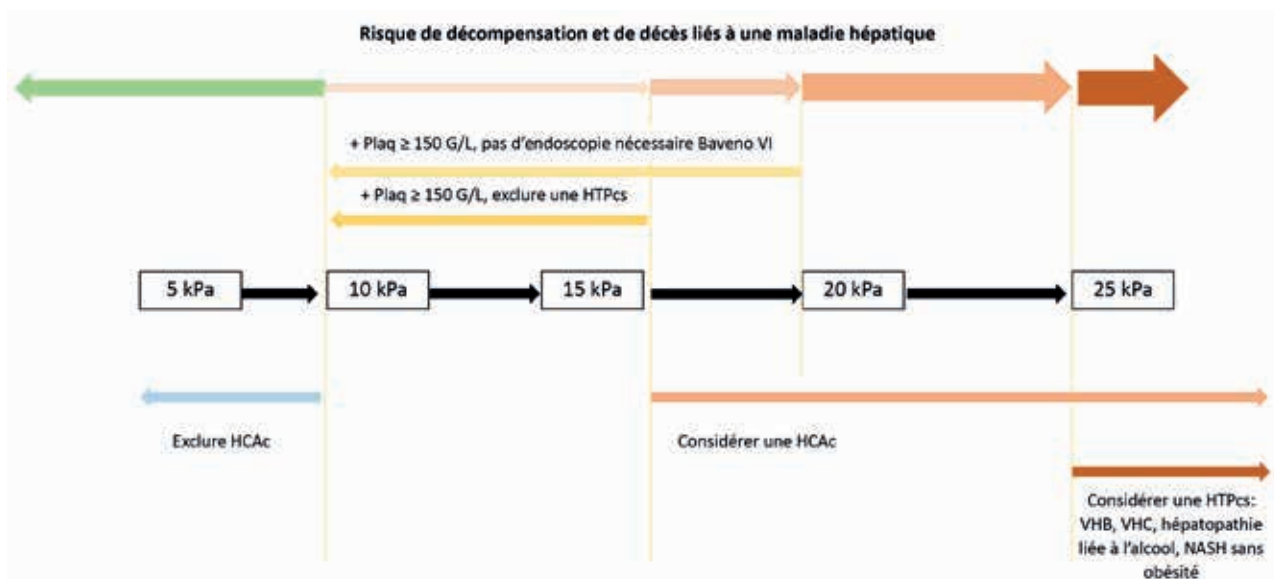 Risque de décompensation et de décès liés à une maladie hépatique
+ Plaq ≥ 150 G/L, pas d'endoscopie nécessaire Baveno VI
+ Plaq ≥ 150 G/L, exclure une HTPcs
5 kPa
10 kPa
15 kPa
20 kPa
25 kPa
Exclure HCAc
Considérer une HCAc
Considérer une HTPcs:
VHB, VHC, hépatopathie
liée à l'alcool, NASH sans
obésité